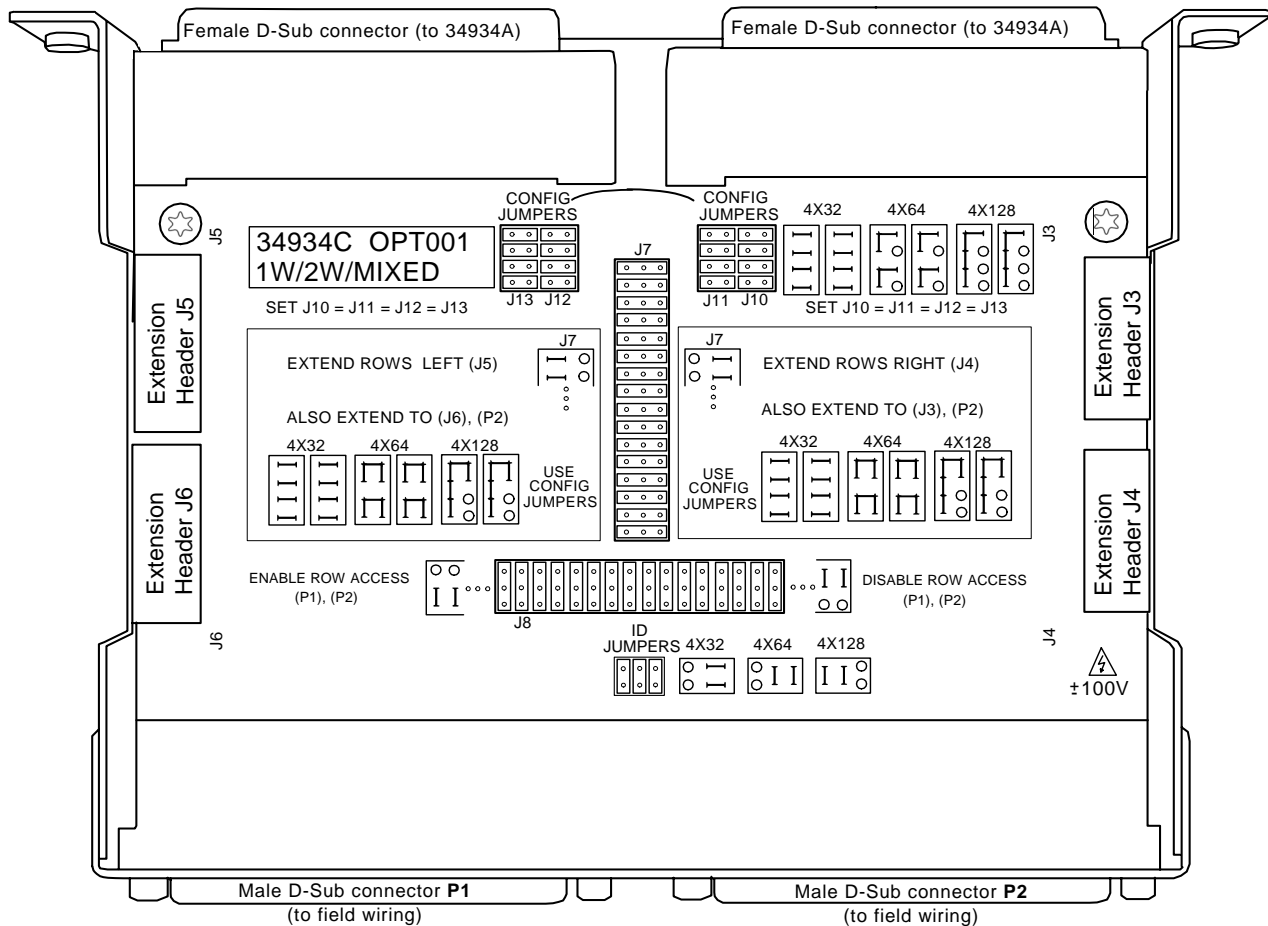 Female D-Sub connector (to 34934A)
Female D-Sub connector (to 34934A)
CONFIG
JUMPERS
CONFIG
JUMPERS
4X32
4X64
4X128
J5
J3
34934C OPT001
1W/2W/MIXED
J7
J13
J12
J11
J10
SET J10 = J11 = J12 = J13
SET J10 = J11 = J12 = J13
Extension
Header J5
Extension
Header J3
EXTEND ROWS LEFT (J5)
J7
J7
EXTEND ROWS RIGHT (J4)
ALSO EXTEND TO (J6), (P2)
4X32
4X64
4X128
USE
CONFIG
JUMPERS
ALSO EXTEND TO (J3), (P2)
4X32
4X64
4X128
USE
CONFIG
JUMPERS
Extension
Header J6
Extension
Header J4
ENABLE ROW ACCESS
(P1), (P2)
DISABLE ROW ACCESS
(P1), (P2)
J8
J6
J4
ID
JUMPERS
4X32
4X64
4X128
±100V
Male D-Sub connector P1
(to field wiring)
Male D-Sub connector P2
(to field wiring)